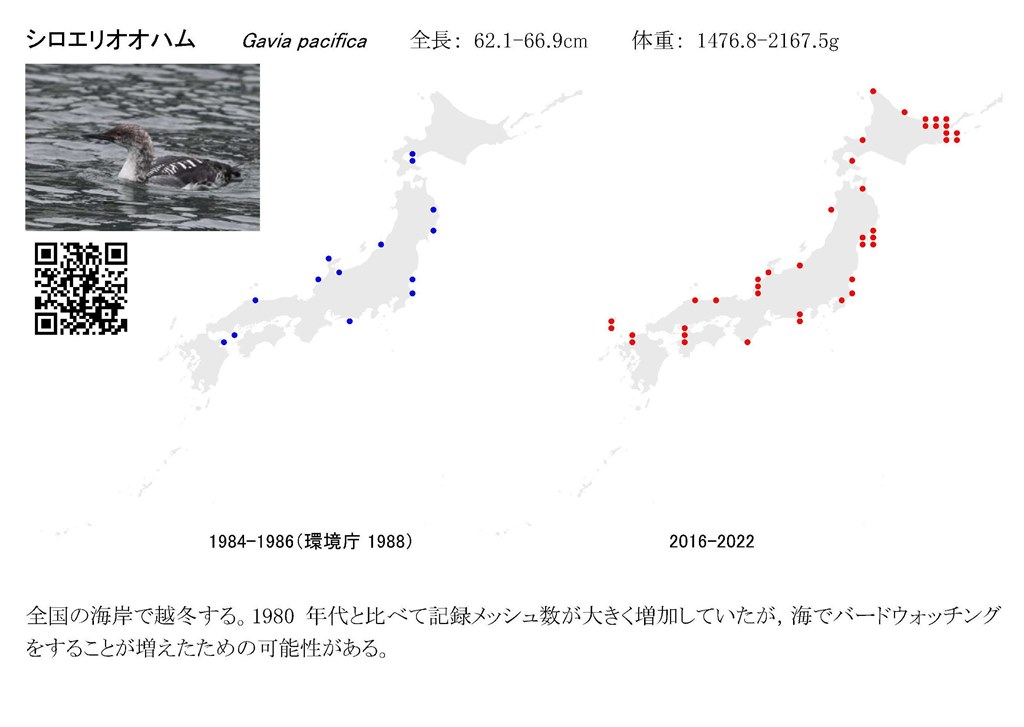 シロエリオオハム Gavia pacifica 全長： 62.1-66.9cm 体重： 1476.8-2167.5g
1984-1986（環境庁 1988） 2016-2022
全国の海岸で越冬する。1980 年代と比べて記録メッシュ数が大きく増加していたが，海でバードウォッチング
をすることが増えたための可能性がある。